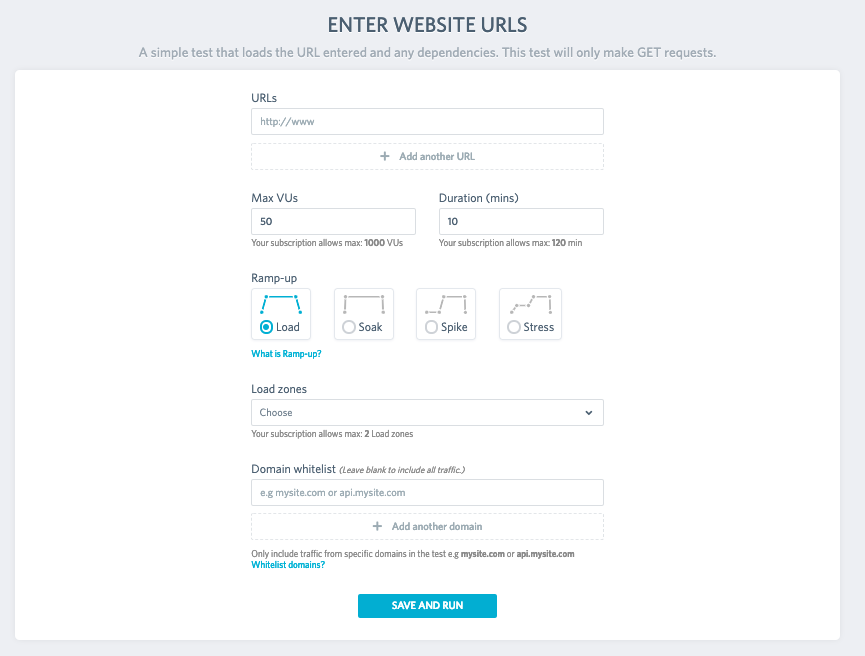 ENTER WEBSITE URLS
A simple test that loads the URL entered and any dependencies. This test will only make GET requests.
URLs
http://www
+ Add another URL
Max VUs
Duration (mins)
50
10
Your subscription allows max: 1000 VUs
Your subscription allows max: 120 min
Ramp-up
Load
Soak
Spike
Stress
What is Ramp-up?
Load zones
Choose
Your subscription allows max: 2 Load zones
Domain whitelist (Leave blank to include all traffic.)
e.g mysite.com or api.mysite.com
+ Add another domain
Only include traffic from specific domains in the test e.g mysite.com or api.mysite.com
Whitelist domains?
SAVE AND RUN